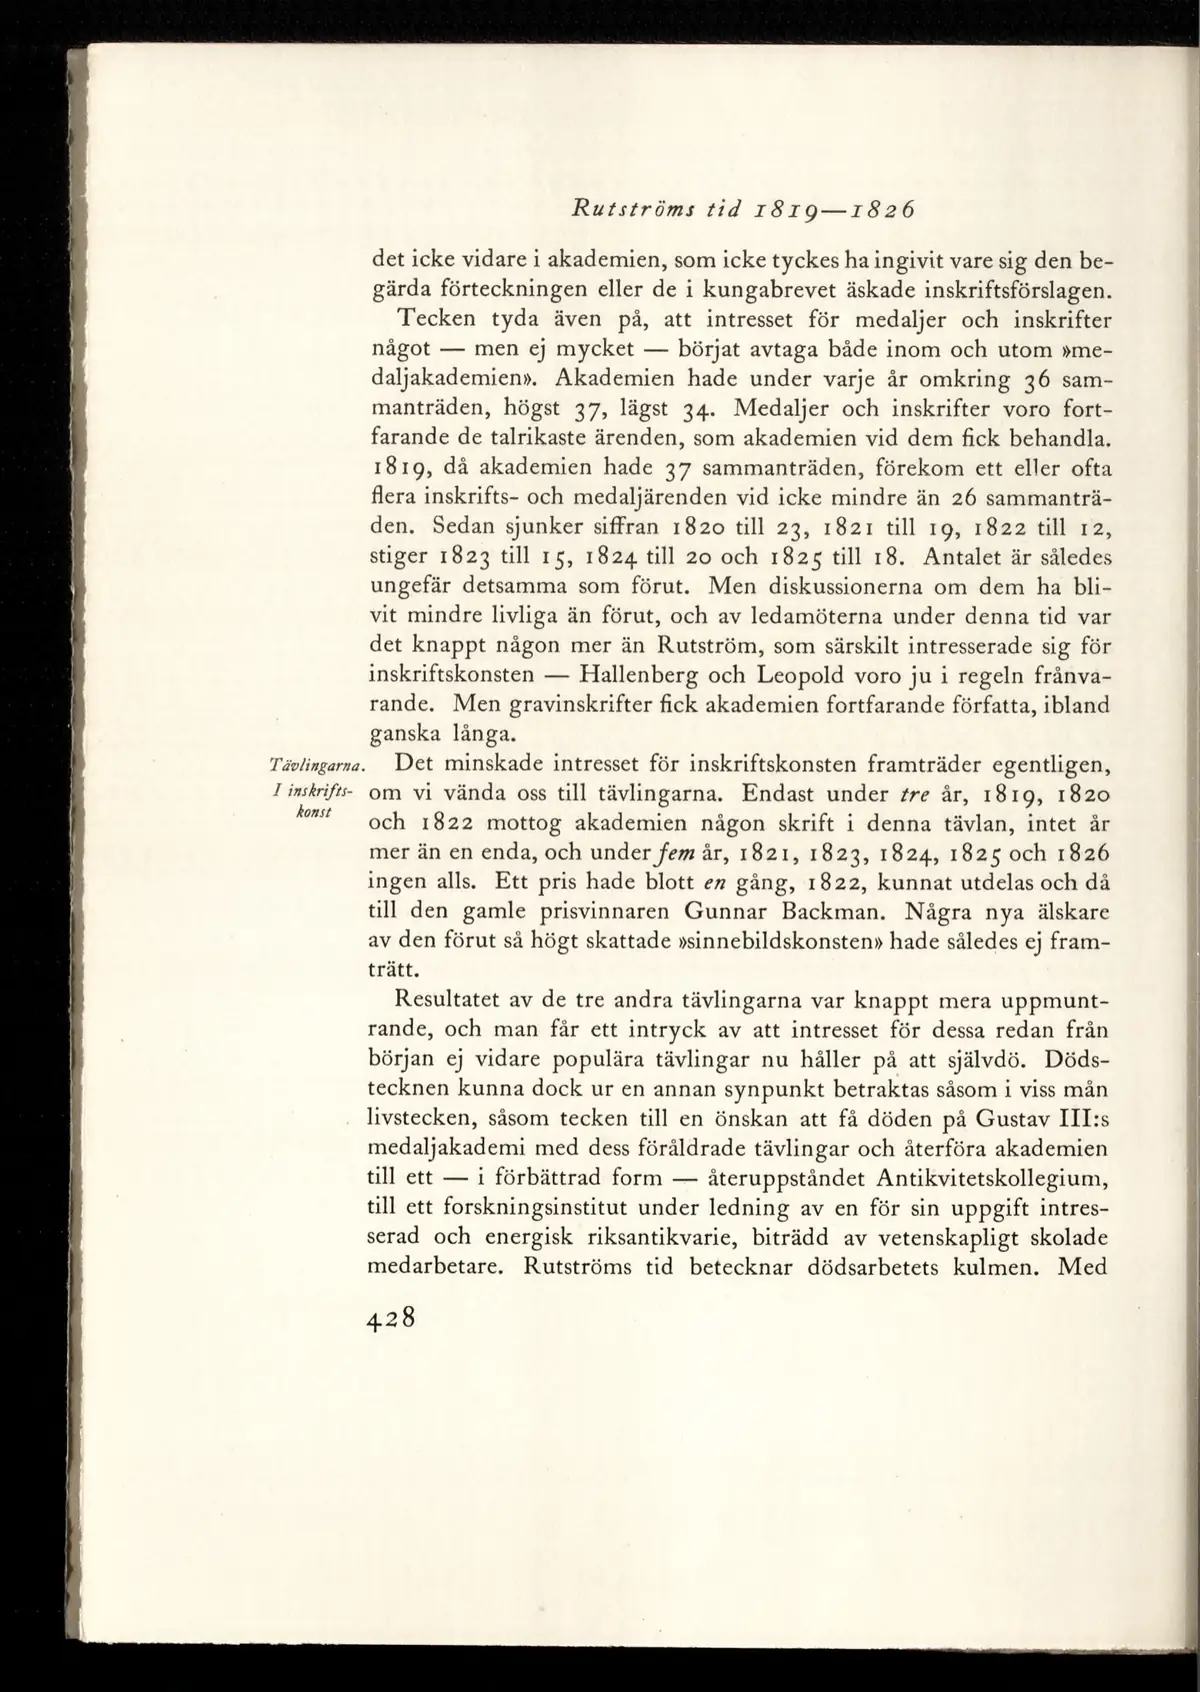 Rutströms tid 1819—1826
det icke vidare i akademien, som icke tyckes ha ingivit vare sig den be-
gärda förteckningen eller de i kungabrevet äskade inskriftsförslagen.
Tecken tyda även på, att intresset för medaljer och inskrifter
något — men ej mycket — börjat avtaga både inom och utom »me-
daljakademien». Akademien hade under varje år omkring 36 sam-
manträden, högst 37, lägst 34. Medaljer och inskrifter voro fort-
farande de talrikaste ärenden, som akademien vid dem fick behandla.
1819, då akademien hade 37 sammanträden, förekom ett eller ofta
flera inskrifts- och medaljärenden vid icke mindre än 26 sammanträ-
den. Sedan sjunker siffran 1820 till 23, 1821 till 19, 1822 till 12,
stiger 1823 till 15, 1824 till 20 och 1825 till 18. Antalet är således
ungefär detsamma som förut. Men diskussionerna om dem ha bli-
vit mindre livliga än förut, och av ledamöterna under denna tid var
det knappt någon mer än Rutström, som särskilt intresserade sig för
inskriftskonsten — Hallenberg och Leopold voro ju i regeln frånva-
rande. Men gravinskrifter fick akademien fortfarande författa, ibland
ganska långa.
Tävlingarna.
I inskrifts-
konst
Det minskade intresset för inskriftskonsten framträder egentligen,
om vi vända oss till tävlingarna. Endast under tre år, 1819, 1820
och 1822 mottog akademien någon skrift i denna tävlan, intet år
mer än en enda, och under fem år, 1821, 1823, 1824, 1825 och 1826
ingen alls. Ett pris hade blott en gång, 1822, kunnat utdelas och då
till den gamle prisvinnaren Gunnar Backman. Några nya älskare
av den förut så högt skattade »sinnebildskonsten» hade således ej fram-
trätt.
Resultatet av de tre andra tävlingarna var knappt mera uppmunt-
rande, och man får ett intryck av att intresset för dessa redan från
början ej vidare populära tävlingar nu håller på att självdö. Döds-
tecknen kunna dock ur en annan synpunkt betraktas såsom i viss mån
livstecken, såsom tecken till en önskan att få döden på Gustav III:s
medaljakademi med dess föråldrade tävlingar och återföra akademien
till ett — i förbättrad form — återuppståndet Antikvitetskollegium,
till ett forskningsinstitut under ledning av en för sin uppgift intres-
serad och energisk riksantikvarie, biträdd av vetenskapligt skolade
medarbetare. Rutströms tid betecknar dödsarbetets kulmen. Med
428